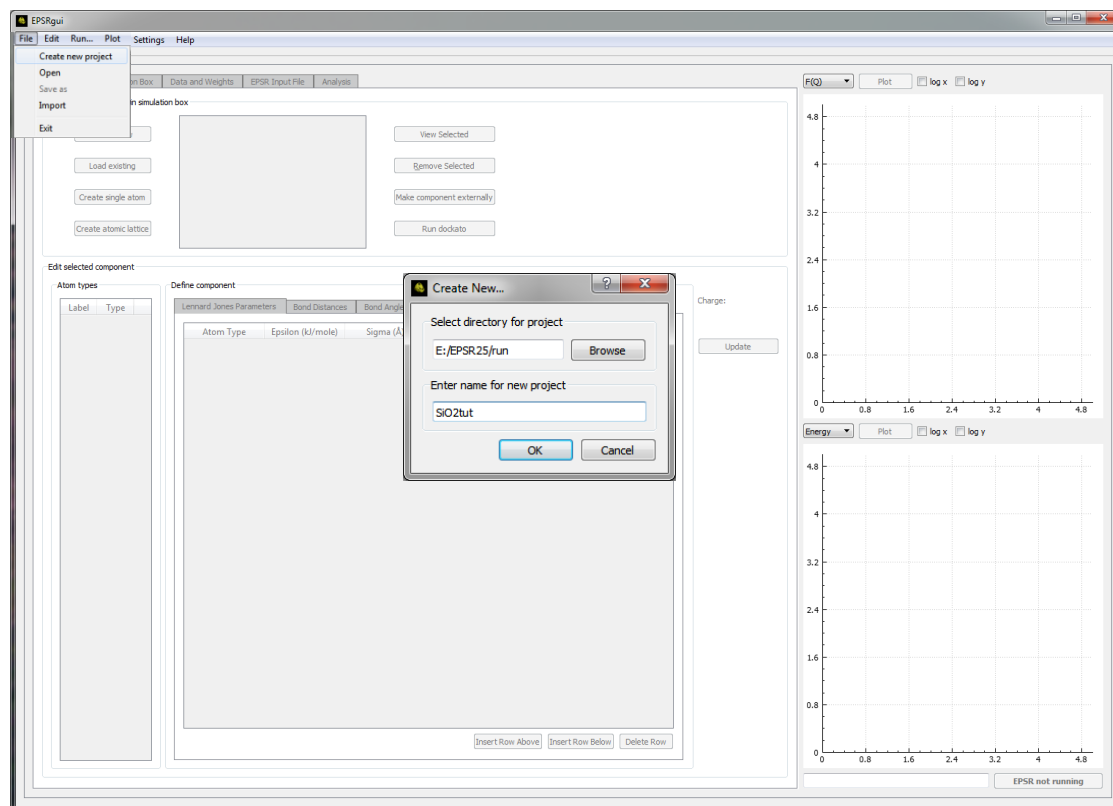 EPSRgui
File Edit Run... Plot Settings Help
Create new project
Open
Save as
Import
Exit
on Box Data and Weights EPSR Input File Analysis
in simulation box
View Selected
Load existing
Remove Selected
Create single atom
Make component externally
Create atomic lattice
Run dockato
Edit selected component
Atom types
Label Type
Define component
Lennard Jones Parameters Bond Distances Bond Angle
Atom Type Epsilon (kJ/mole) Sigma (Å
Charge:
Update
Insert Row Above Insert Row Below Delete Row
Create New...
?
Select directory for project
E:/EPSR25/run Browse
Enter name for new project
SiO2tut
OK Cancel
F(Q) Plot log x log y
4.8
4
3.2
2.4
1.6
0.8
0
0 0.8 1.6 2.4 3.2 4 4.8
Energy Plot log x log y
4.8
4
3.2
2.4
1.6
0.8
0
0 0.8 1.6 2.4 3.2 4 4.8
EPSR not running